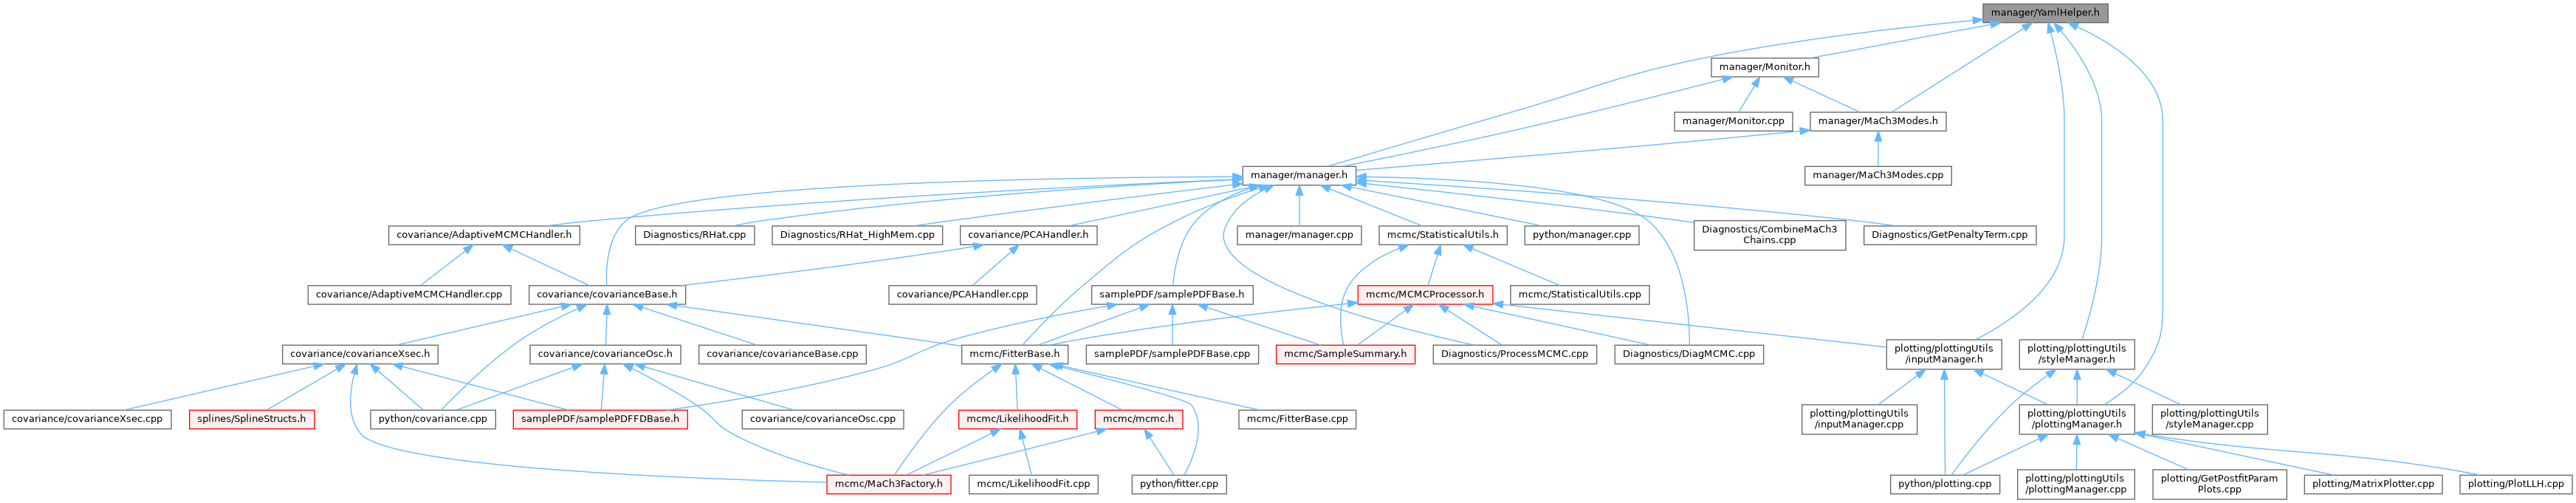 manager/YamlHelper.h
manager/Monitor.h
manager/Monitor.cpp
manager/MaCh3Modes.h
manager/manager.h
manager/MaCh3Modes.cpp
covariance/AdaptiveMCMCHandler.h
Diagnostics/RHat.cpp
Diagnostics/RHat_HighMem.cpp
covariance/PCAHandler.h
manager/manager.cpp
mcmc/StatisticalUtils.h
python/manager.cpp
Diagnostics/CombineMaCh3
Chains.cpp
Diagnostics/GetPenaltyTerm.cpp
covariance/AdaptiveMCMCHandler.cpp
covariance/covarianceBase.h
covariance/PCAHandler.cpp
samplePDF/samplePDFBase.h
mcmc/MCMCProcessor.h
mcmc/StatisticalUtils.cpp
covariance/covarianceXsec.h
covariance/covarianceOsc.h
covariance/covarianceBase.cpp
mcmc/FitterBase.h
samplePDF/samplePDFBase.cpp
mcmc/SampleSummary.h
Diagnostics/ProcessMCMC.cpp
Diagnostics/DiagMCMC.cpp
plotting/plottingUtils
/inputManager.h
plotting/plottingUtils
/styleManager.h
covariance/covarianceXsec.cpp
splines/SplineStructs.h
python/covariance.cpp
samplePDF/samplePDFFDBase.h
covariance/covarianceOsc.cpp
mcmc/LikelihoodFit.h
mcmc/mcmc.h
mcmc/FitterBase.cpp
plotting/plottingUtils
/inputManager.cpp
plotting/plottingUtils
/plottingManager.h
plotting/plottingUtils
/styleManager.cpp
mcmc/MaCh3Factory.h
mcmc/LikelihoodFit.cpp
python/fitter.cpp
python/plotting.cpp
plotting/plottingUtils
/plottingManager.cpp
plotting/GetPostfitParam
Plots.cpp
plotting/MatrixPlotter.cpp
plotting/PlotLLH.cpp